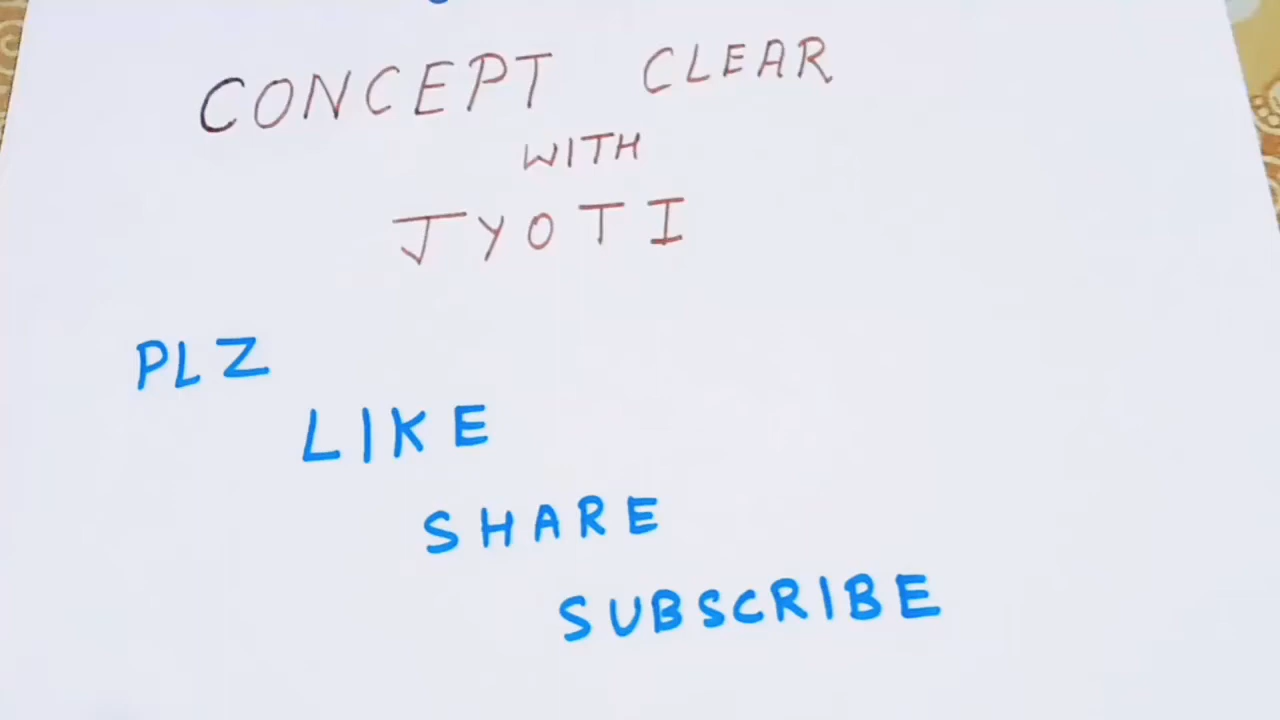 CONCEPT CLEAR
WITH
JYOTI
PLZ
LIKE
SHARE
SUBSCRIBE